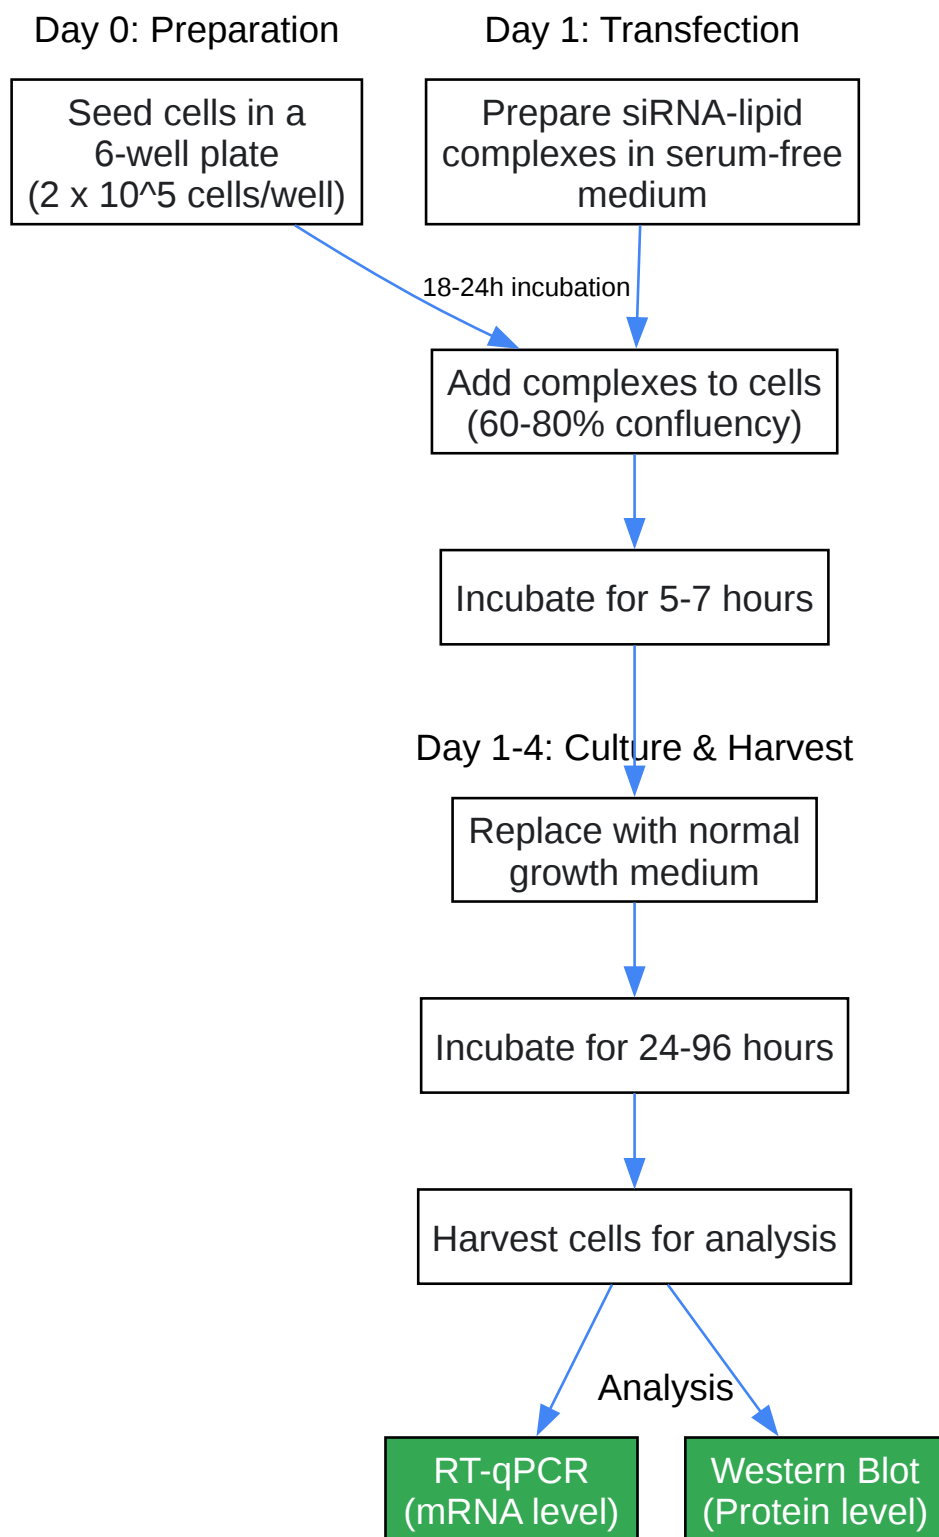 Day 0: Preparation
Day 1: Transfection
Seed cells in a
6-well plate
(2 x 10^5 cells/well)
Prepare siRNA-lipid
complexes in serum-free
medium
18-24h incubation
Add complexes to cells
(60-80% confluency)
Incubate for 5-7 hours
Day 1-4: Culture & Harvest
Replace with normal
growth medium
Incubate for 24-96 hours
Harvest cells for analysis
Analysis
RT-qPCR
(mRNA level)
Western Blot
(Protein level)